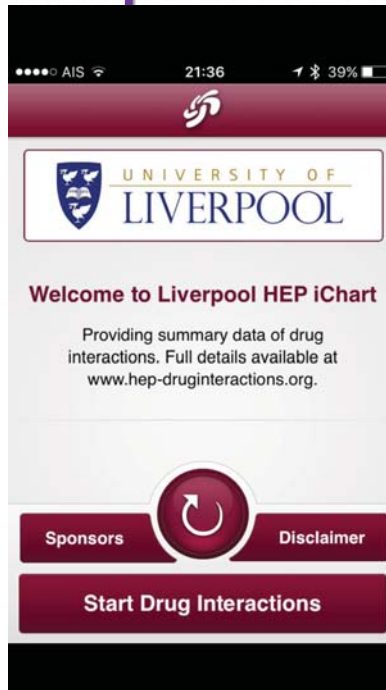 AIS 21:36 39%
UNIVERSITY OF
LIVERPOOL
Welcome to Liverpool HEP iChart
Providing summary data of drug
interactions. Full details available at
www.hep-druginteractions.org.
Sponsors
Disclaimer
Start Drug Interactions